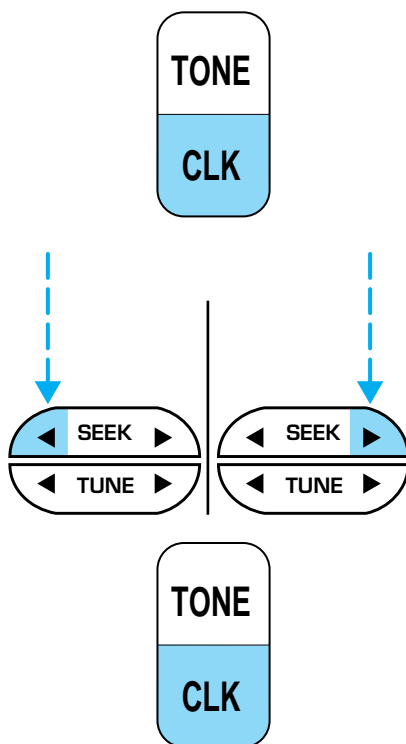 TONE
CLK
◀ SEEK ▶ ◀ SEEK ▶
◀ TUNE ▶ ◀ TUNE ▶
TONE
CLK